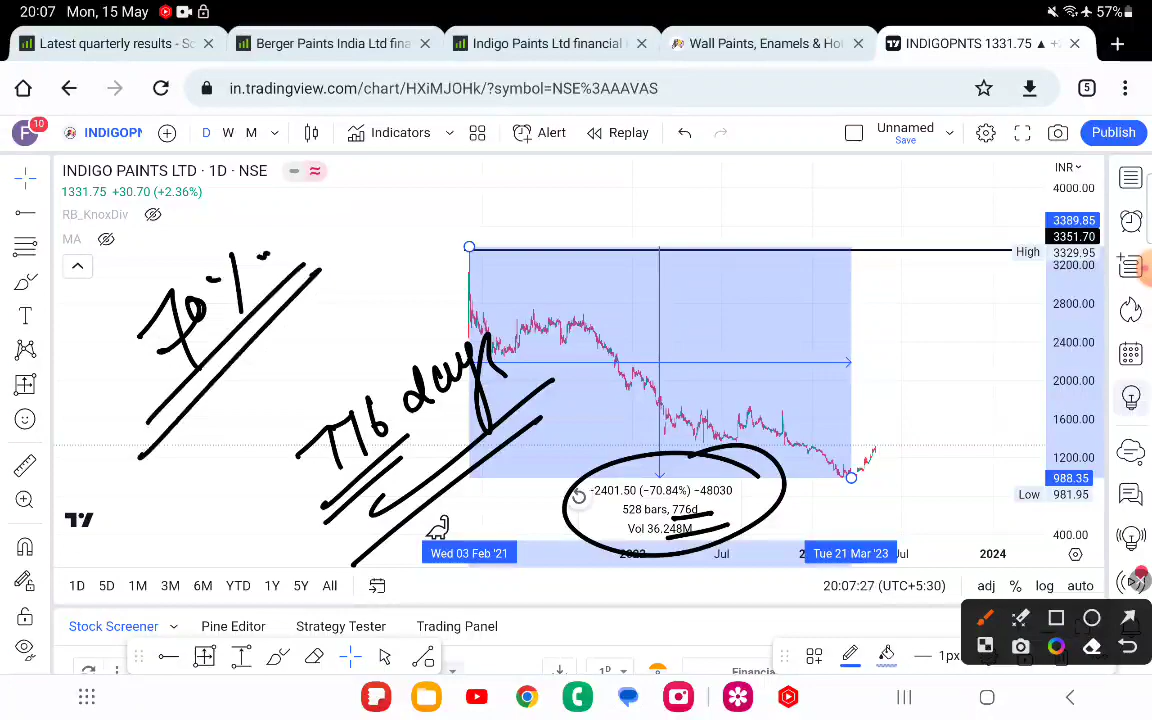 20:07 Mon, 15 May
57%
Latest quarterly results - Sc
Berger Paints India Ltd fina
Indigo Paints Ltd financial
Wall Paints, Enamels & Ho
INDIGOPNTS 1331.75 ▲ +2
in.tradingview.com/chart/HXiMJOHk/?symbol=NSE%3AAAVAS
5
F
10
INDIGOPN
D W M
Indicators
Alert
Replay
Unnamed
Save
Publish
INDIGO PAINTS LTD · 1D · NSE
1331.75 +30.70 (+2.36%)
RB_KnoxDiv
MA
INR
4000.00
3389.85
3351.70
High 3329.95
3200.00
2800.00
2400.00
2000.00
1600.00
1200.00
988.35
Low 981.95
400.00
70%
776 days
-2401.50 (-70.84%) -48030
528 bars, 776d
Vol 36.248M
Wed 03 Feb '21
2022
Jul
Tue 21 Mar '23
Jul
2024
1D 5D 1M 3M 6M YTD 1Y 5Y All
20:07:27 (UTC+5:30)
adj % log auto
Stock Screener
Pine Editor
Strategy Tester
Trading Panel
1px
1D
Financia